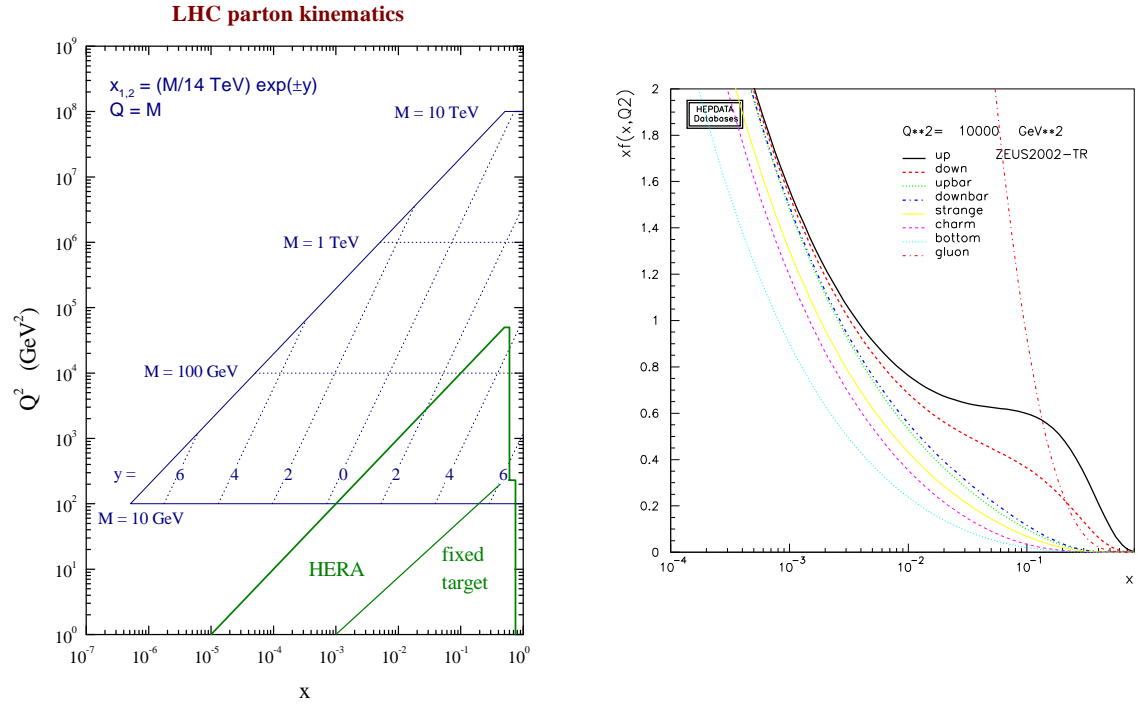 LHC parton kinematics
x₁,₂ = (M/14 TeV) exp(±y)
Q = M
M = 10 TeV
M = 1 TeV
M = 100 GeV
M = 10 GeV
y = 6 4 2 0 2 4 6
HERA
fixed
target
Q² (GeV²)
10⁹
10⁸
10⁷
10⁶
10⁵
10⁴
10³
10²
10¹
10⁰
10⁻⁷ 10⁻⁶ 10⁻⁵ 10⁻⁴ 10⁻³ 10⁻² 10⁻¹ 10⁰
x
HEPDATA
Databases
Q**2= 10000 GeV**2
up ZEUS2002-TR
down
upbar
downbar
strange
charm
bottom
gluon
xf(x,Q2)
2
1.8
1.6
1.4
1.2
1
0.8
0.6
0.4
0.2
0
10⁻⁴ 10⁻³ 10⁻² 10⁻¹
x